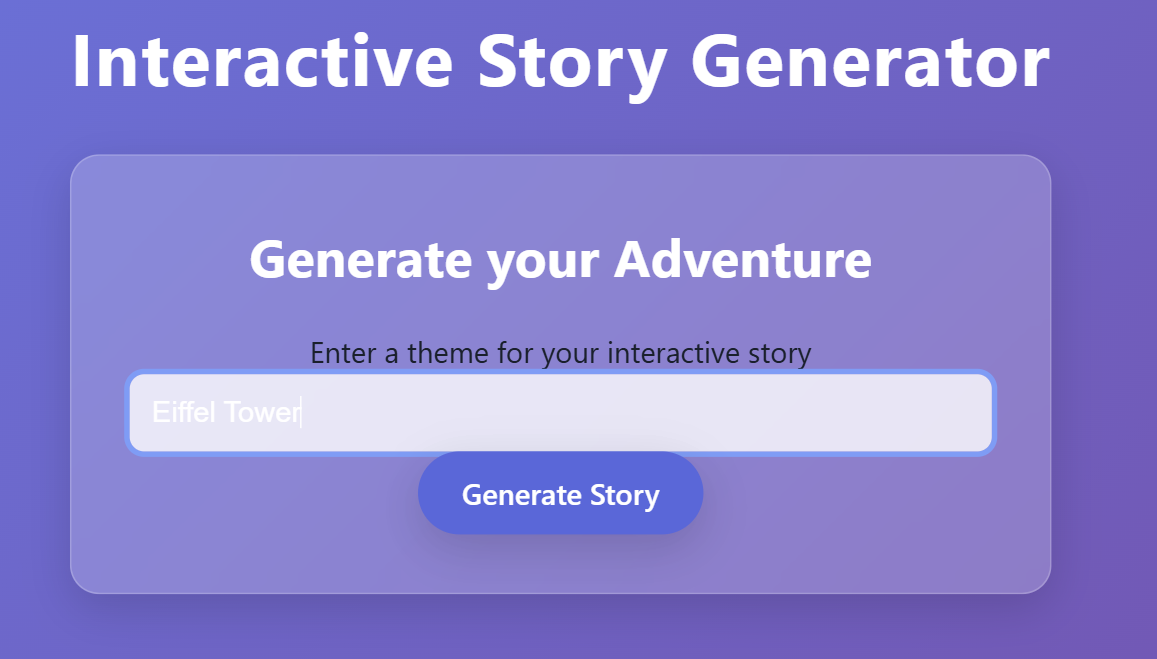 Interactive Story Generator
Generate your Adventure
Enter a theme for your interactive story
Eiffel Tower
Generate Story